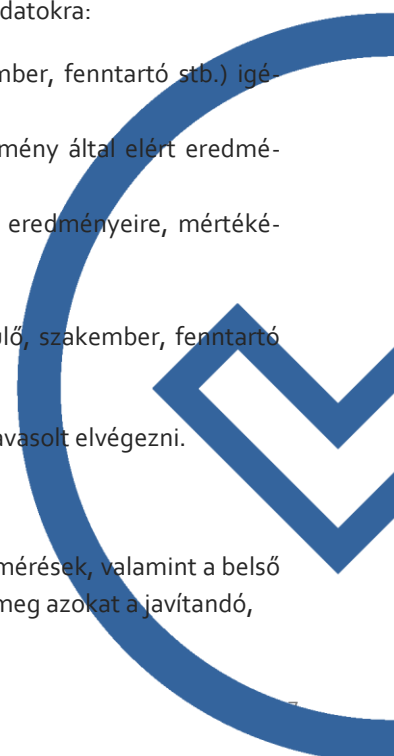 datokra:
mber, fenntartó stb.) igé-
mény által elért eredmé-
eredményeire, mértéké-
lő, szakember, fenntartó
avasolt elvégezni.
mérések, valamint a belső
meg azokat a javítandó,